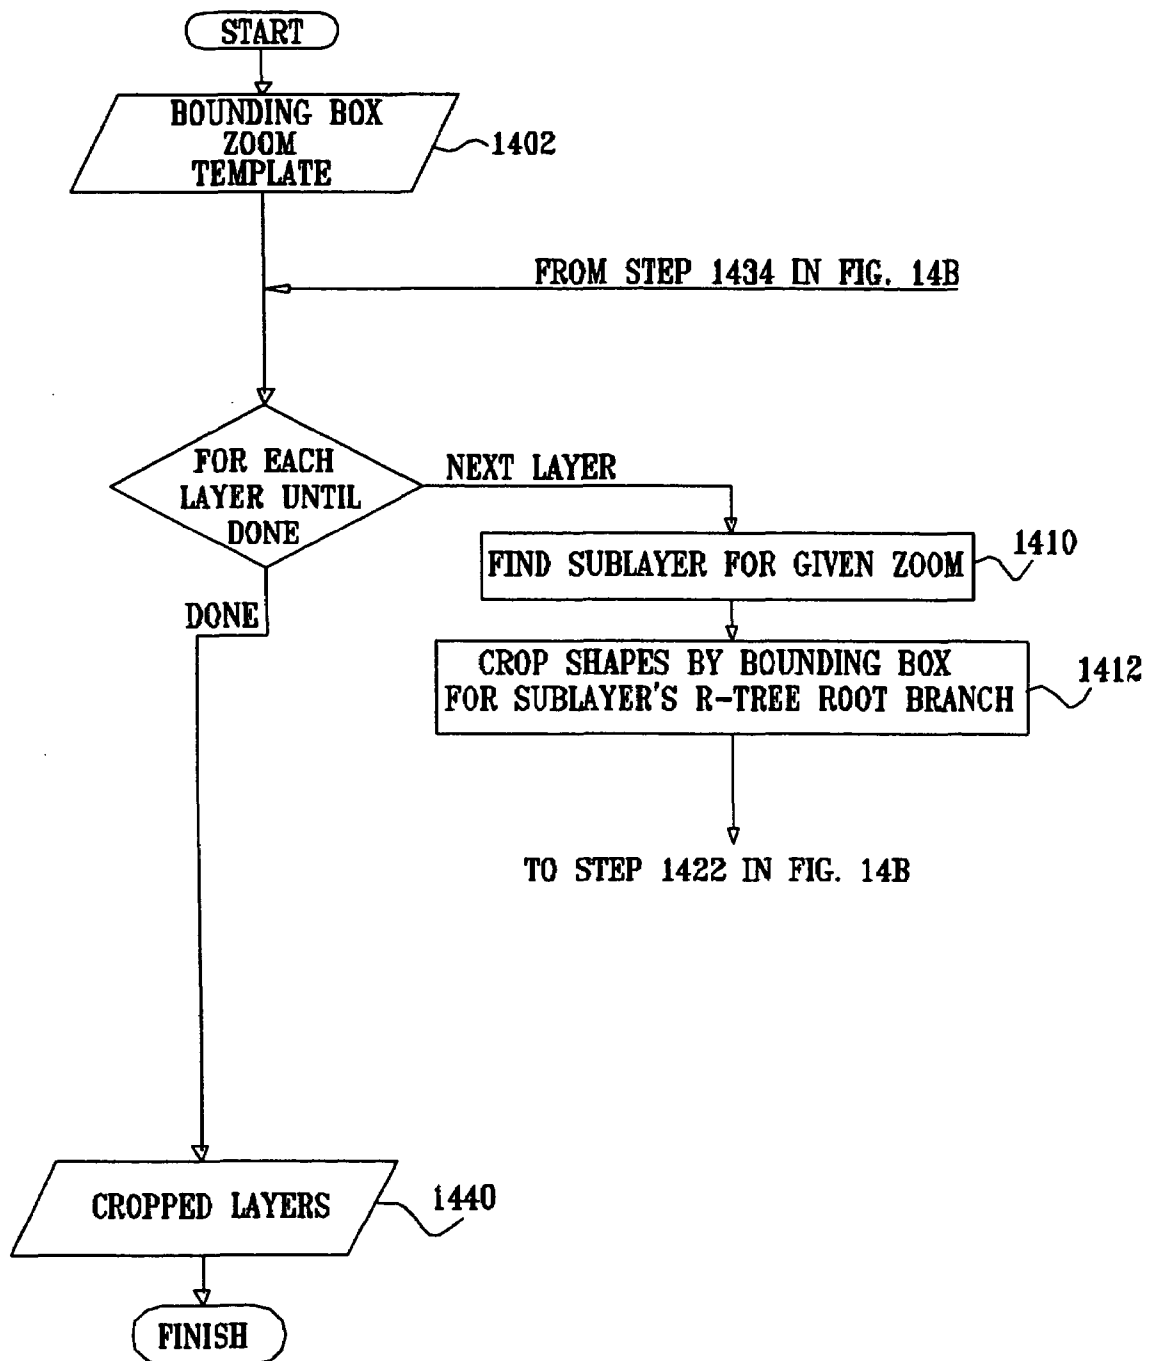 START
BOUNDING BOX
ZOOM
TEMPLATE
1402
FROM STEP 1434 IN FIG. 14B
FOR EACH
LAYER UNTIL
DONE
NEXT LAYER
FIND SUBLAYER FOR GIVEN ZOOM
1410
DONE
CROP SHAPES BY BOUNDING BOX
FOR SUBLAYER'S R-TREE ROOT BRANCH
1412
TO STEP 1422 IN FIG. 14B
CROPPED LAYERS
1440
FINISH